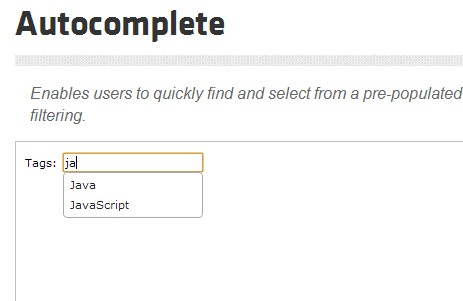 Autocomplete
Enables users to quickly find and select from a pre-populated
filtering.
Tags: ja
Java
JavaScript